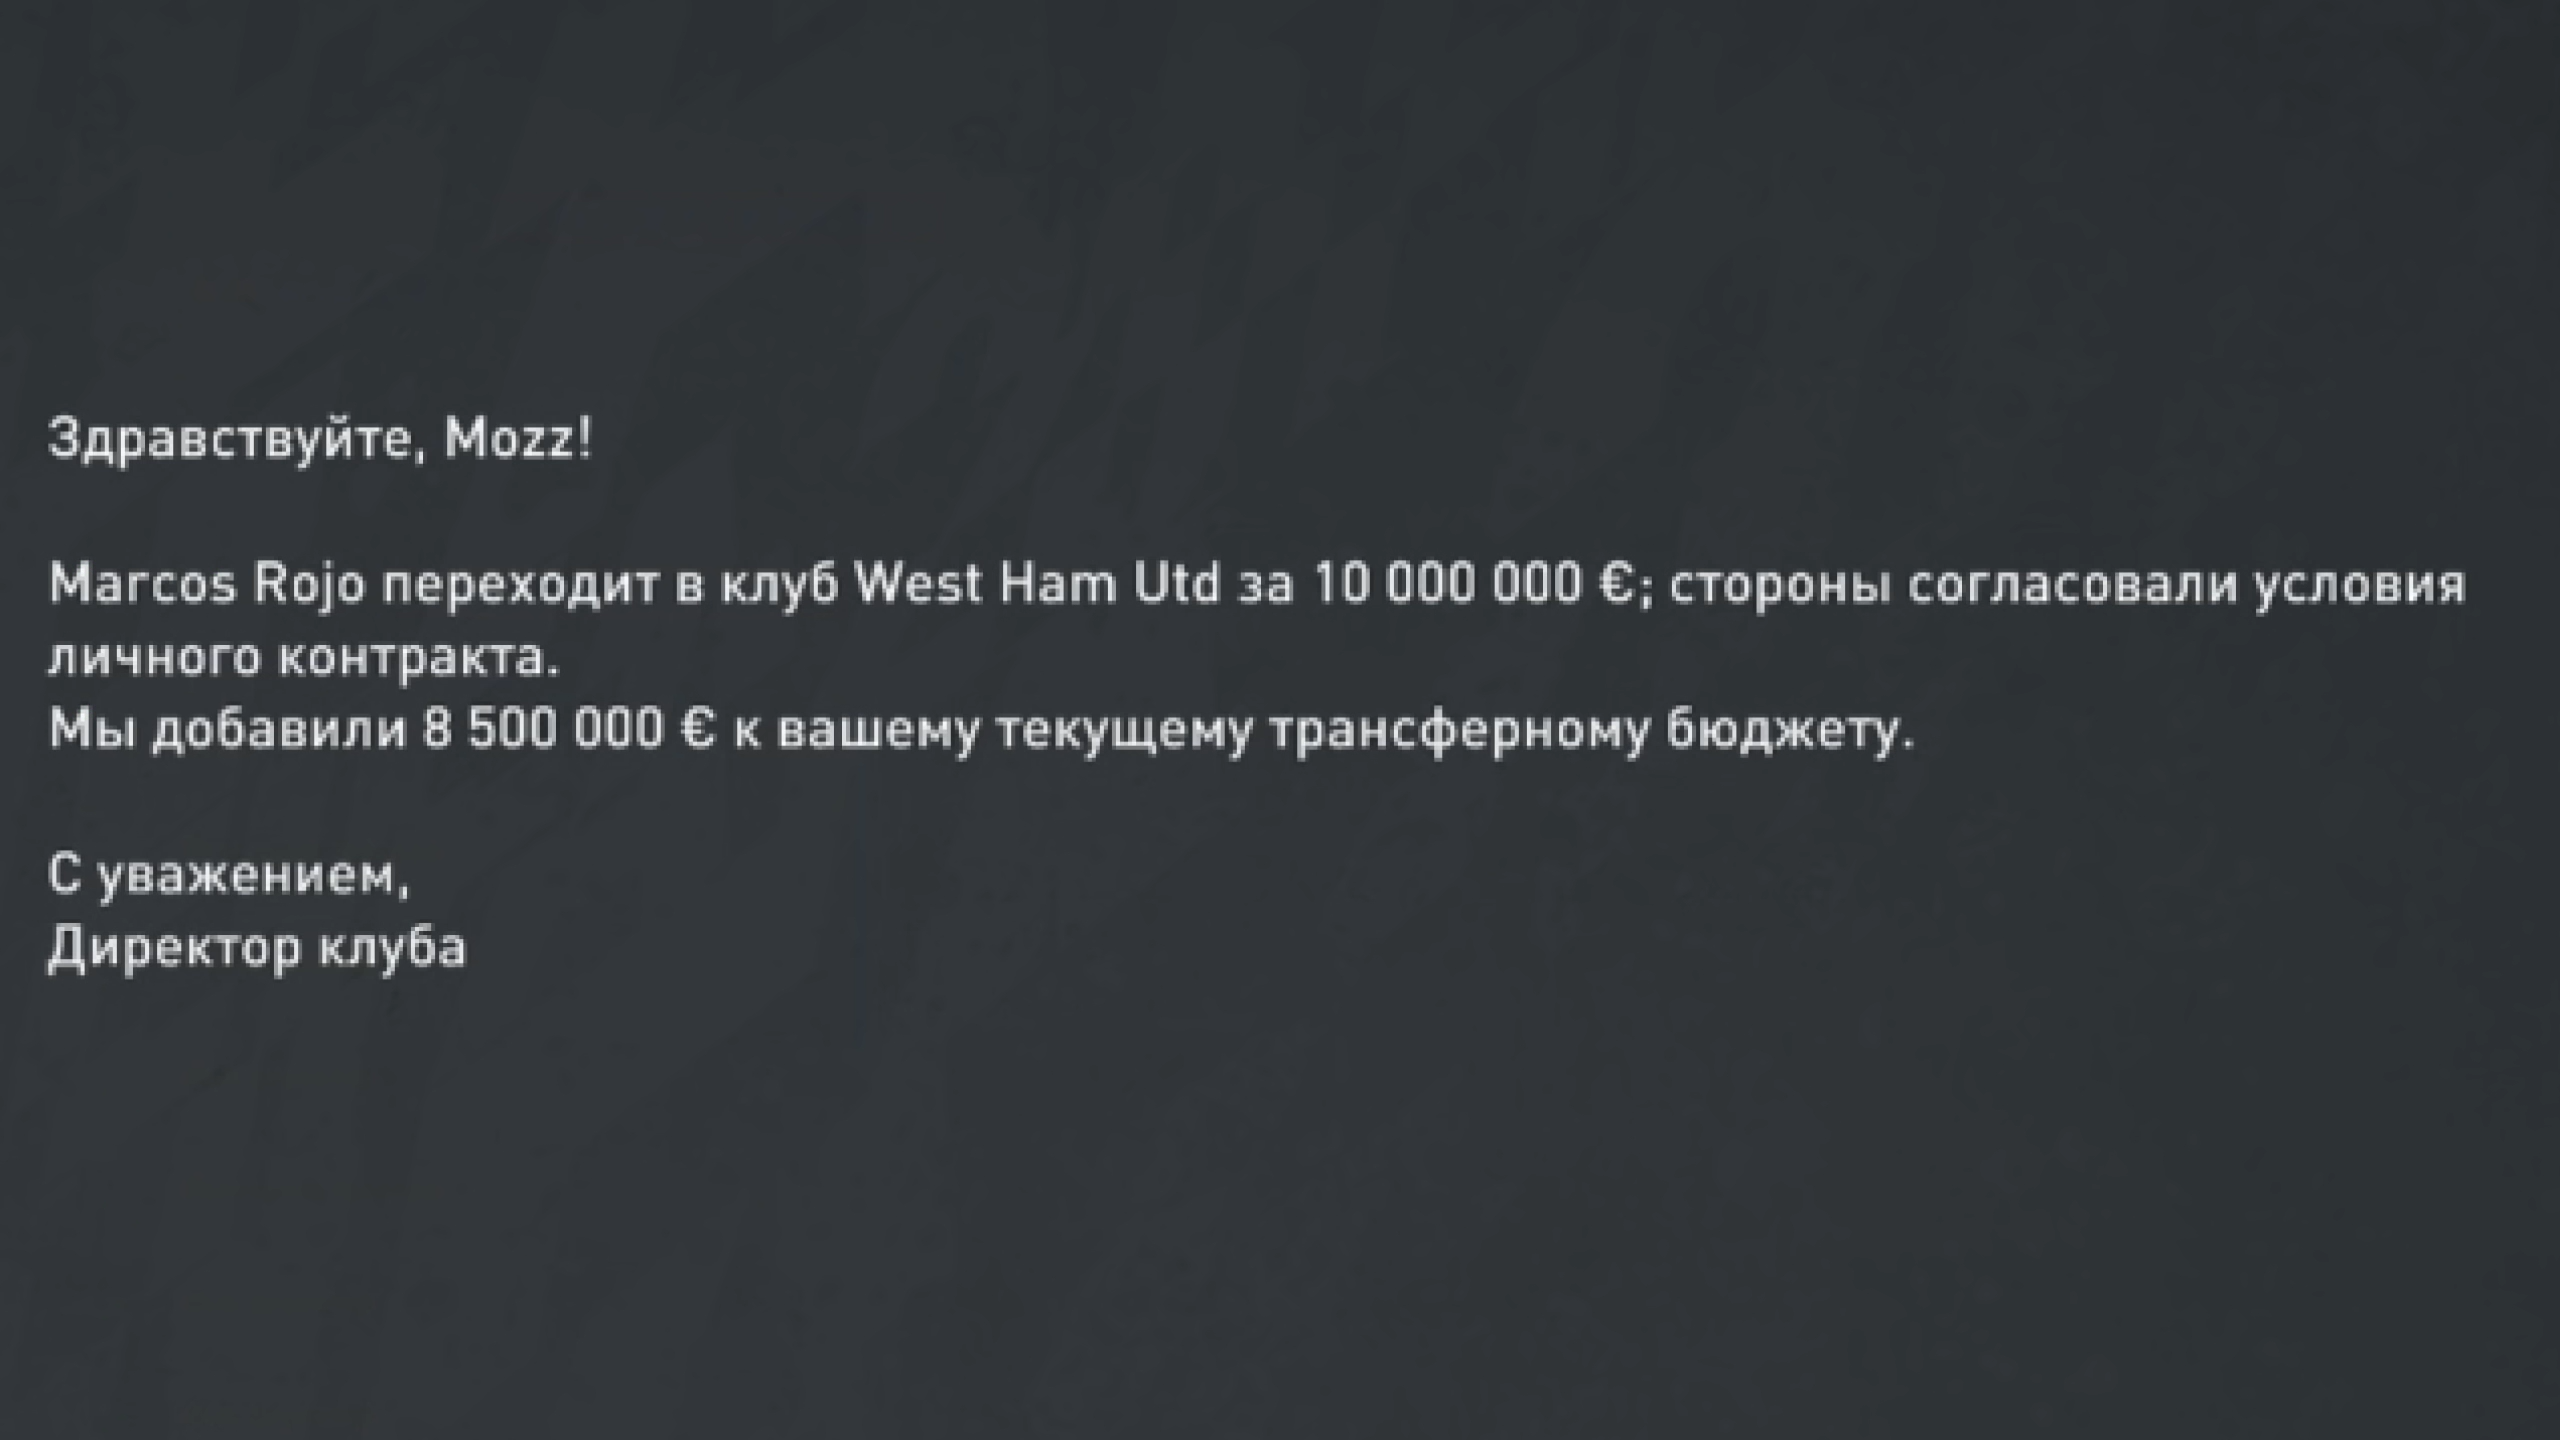 Здравствуйте, Mozz!
Marcos Rojo переходит в клуб West Ham Utd за 10 000 000 €; стороны согласовали условия
личного контракта.
Мы добавили 8 500 000 € к вашему текущему трансферному бюджету.
С уважением,
Директор клуба